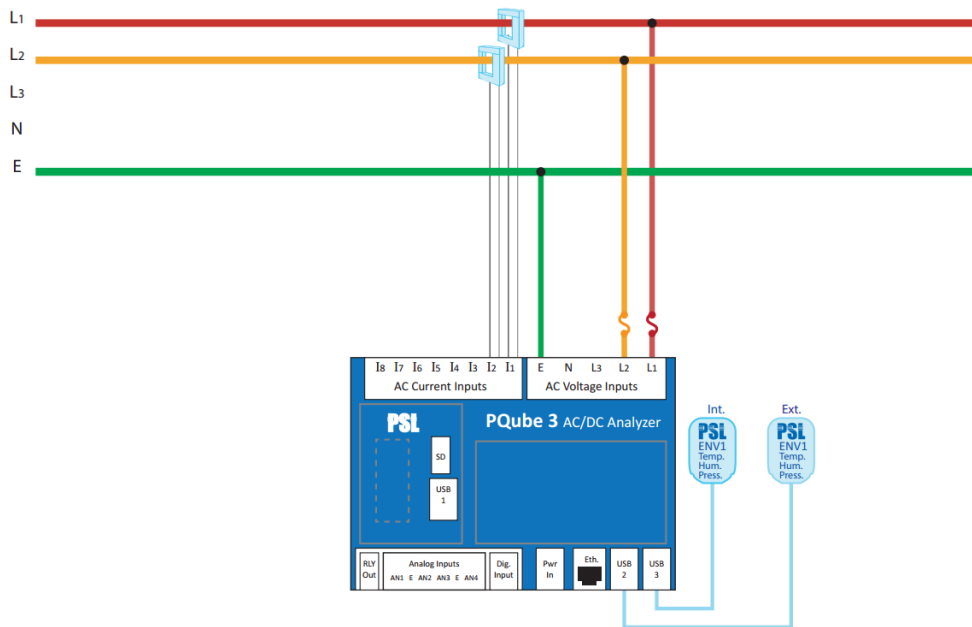 L1
L2
L3
N
E
I8 I7 I6 I5 I4 I3 I2 I1
AC Current Inputs
E N L3 L2 L1
AC Voltage Inputs
PSL
PQube 3 AC/DC Analyzer
SD
USB
1
Int.
PSL
ENV1
Temp.
Hum.
Press.
Ext.
PSL
ENV1
Temp.
Hum.
Press.
RLY
Out
Analog Inputs
AN1 E AN2 AN3 E AN4
Dig.
Input
Pwr
In
Eth.
USB
2
USB
3